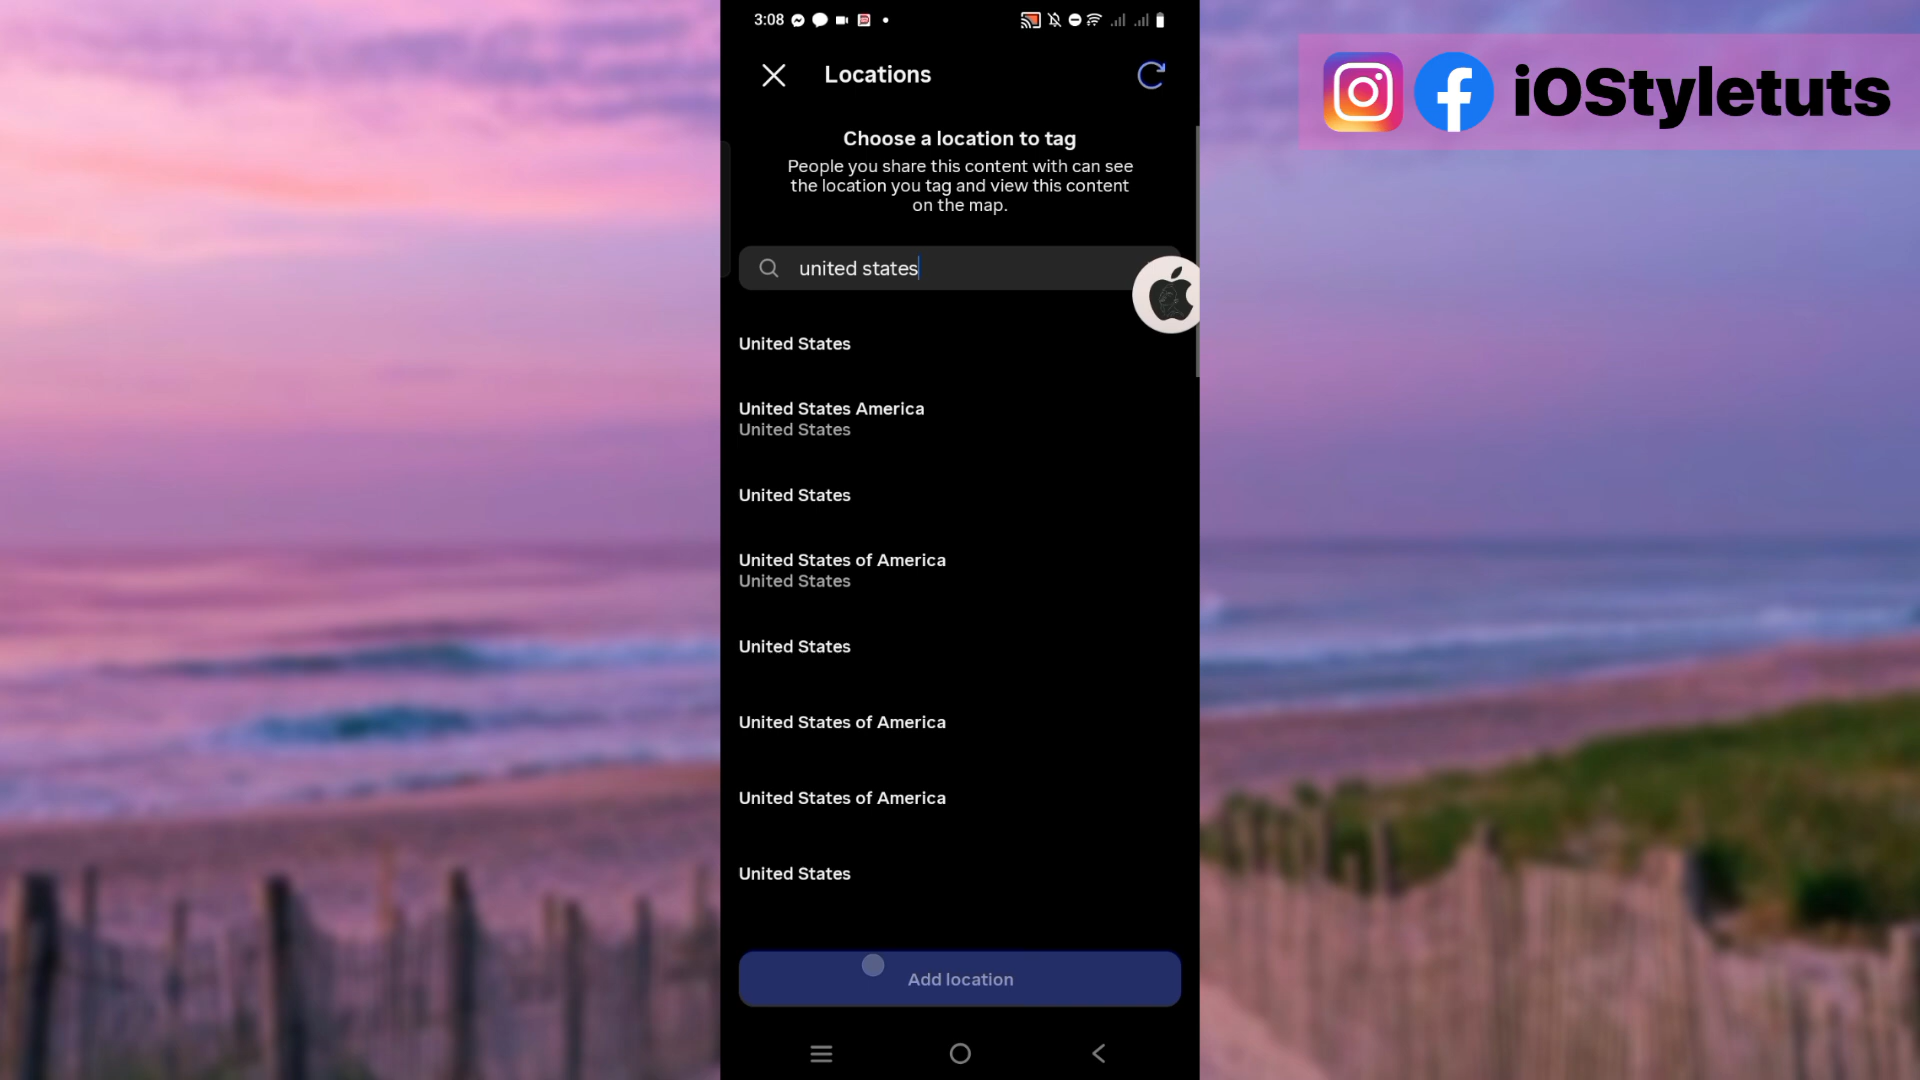 3:08
iOStyletuts
Locations
Choose a location to tag
People you share this content with can see
the location you tag and view this content
on the map.
united states
United States
United States America
United States
United States
United States of America
United States
United States
United States of America
United States of America
United States
Add location